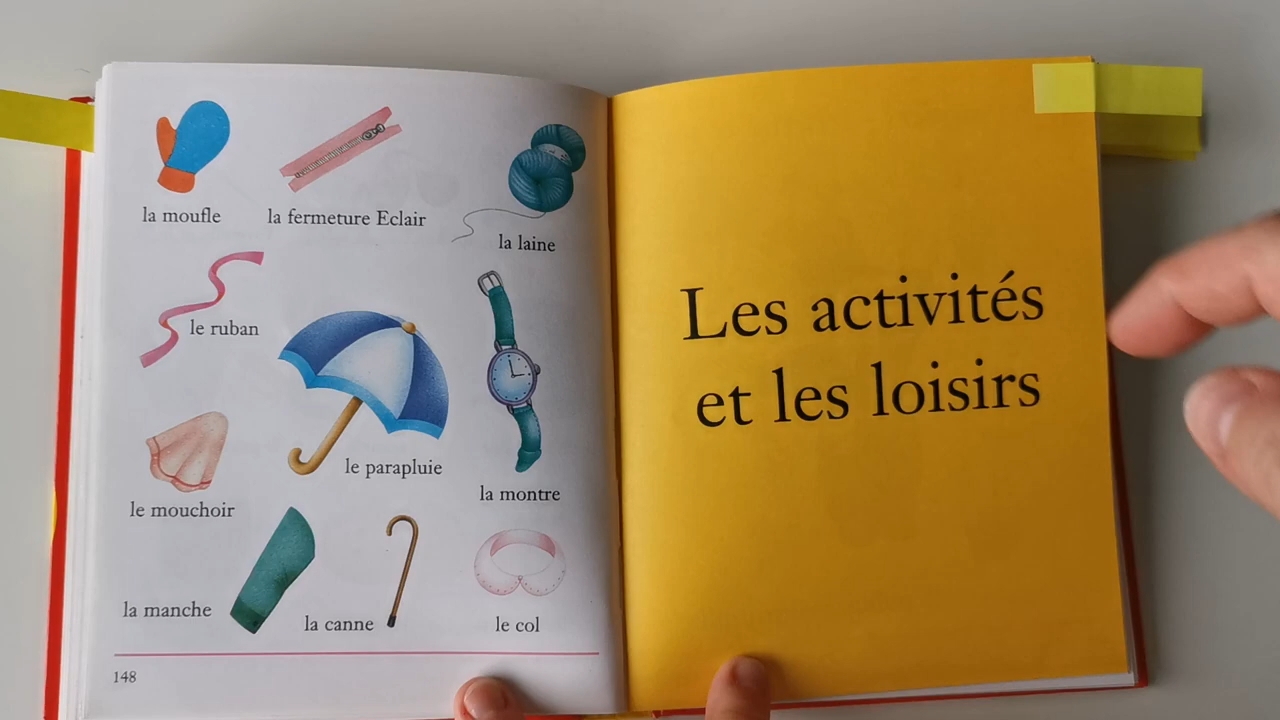 la moufle
la fermeture Eclair
la laine
le ruban
le parapluie
la montre
le mouchoir
la manche
la canne
le col
148
Les activités
et les loisirs